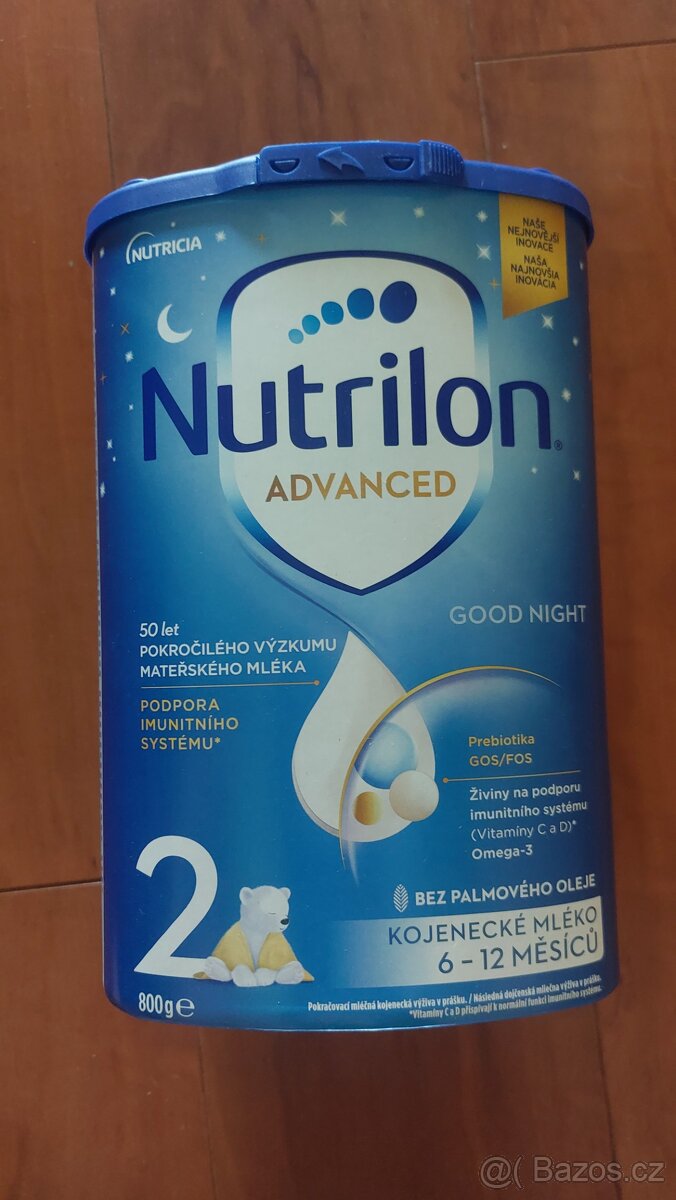 NUTRICIA
NAŠE
NEJNOVĚJŠÍ
INOVACE
NAŠA
NAJNOVŠIA
INOVÁCIA
Nutrilon®
ADVANCED
GOOD NIGHT
50 let
POKROČILÉHO VÝZKUMU
MATEŘSKÉHO MLÉKA
PODPORA
IMUNITNÍHO
SYSTÉMU*
Prebiotika
GOS/FOS
Živiny na podporu
imunitního systému
(Vitamíny C a D)*
Omega-3
BEZ PALMOVÉHO OLEJE
2
KOJENECKÉ MLÉKO
6 – 12 MĚSÍCŮ
800g℮
Pokračovací mléčná kojenecká výživa v prášku. / Následná dojčenská mliečna výživa v prášku.
*Vitamíny C a D přispívají k normální funkci imunitního systému.
@( Bazos.cz